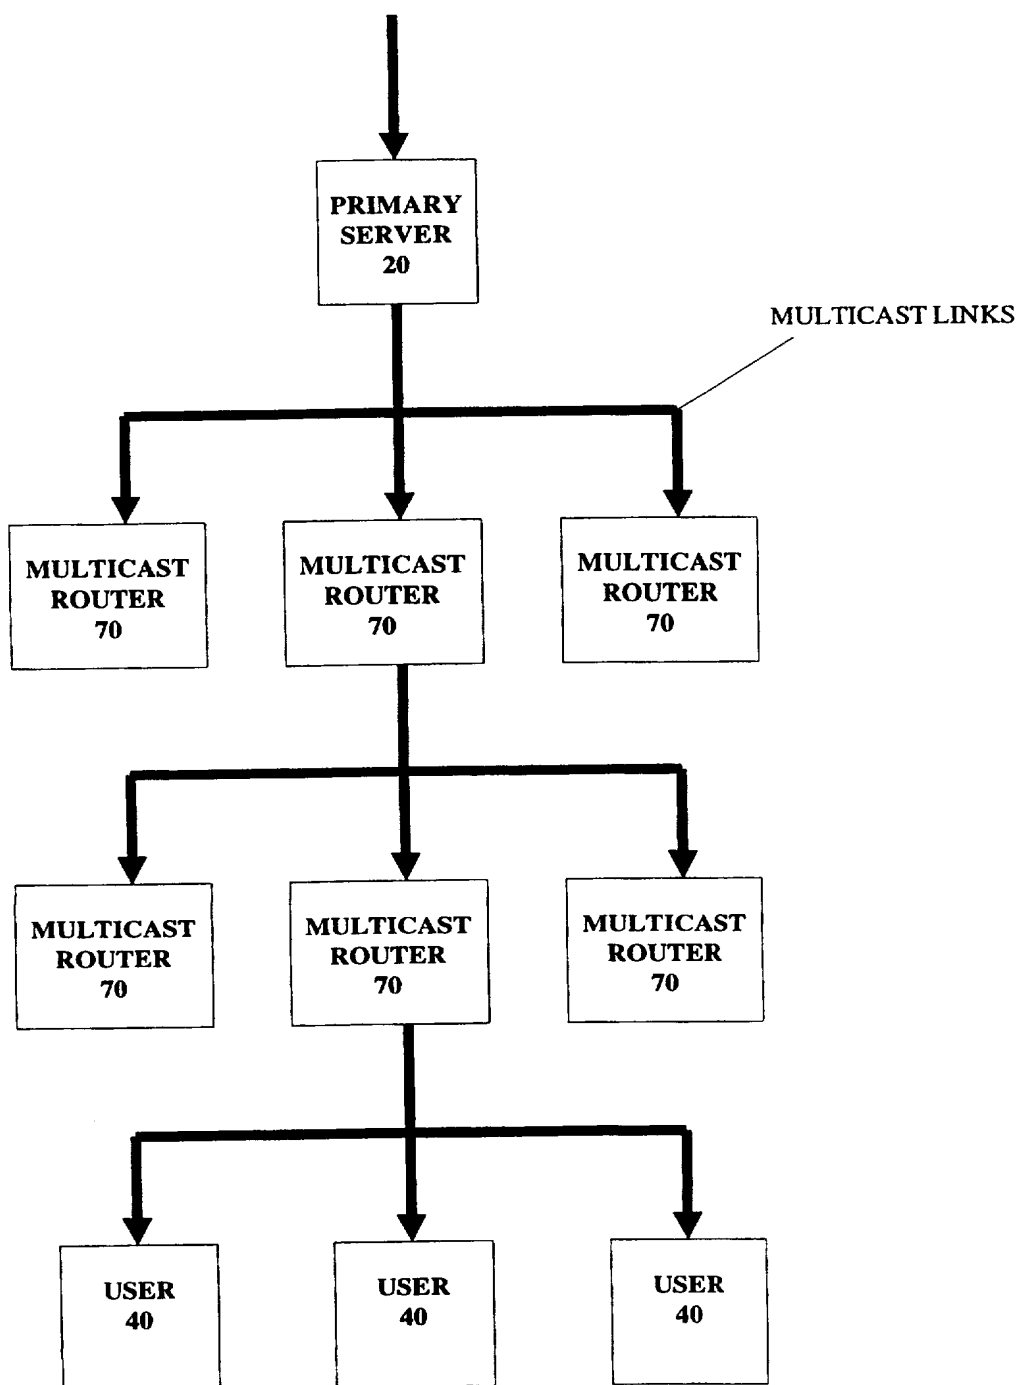 PRIMARY
SERVER
20
MULTICAST LINKS
MULTICAST
ROUTER
70
MULTICAST
ROUTER
70
MULTICAST
ROUTER
70
MULTICAST
ROUTER
70
MULTICAST
ROUTER
70
MULTICAST
ROUTER
70
USER
40
USER
40
USER
40